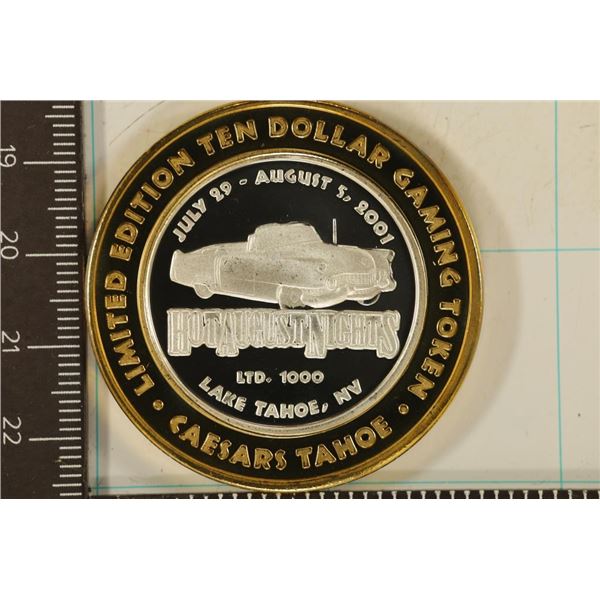 • LIMITED EDITION TEN DOLLAR GAMING TOKEN •
JULY 29 - AUGUST 5, 2001
HOT AUGUST NIGHTS
LTD. 1000
LAKE TAHOE, NV
CAESARS TAHOE
19
20
21
22